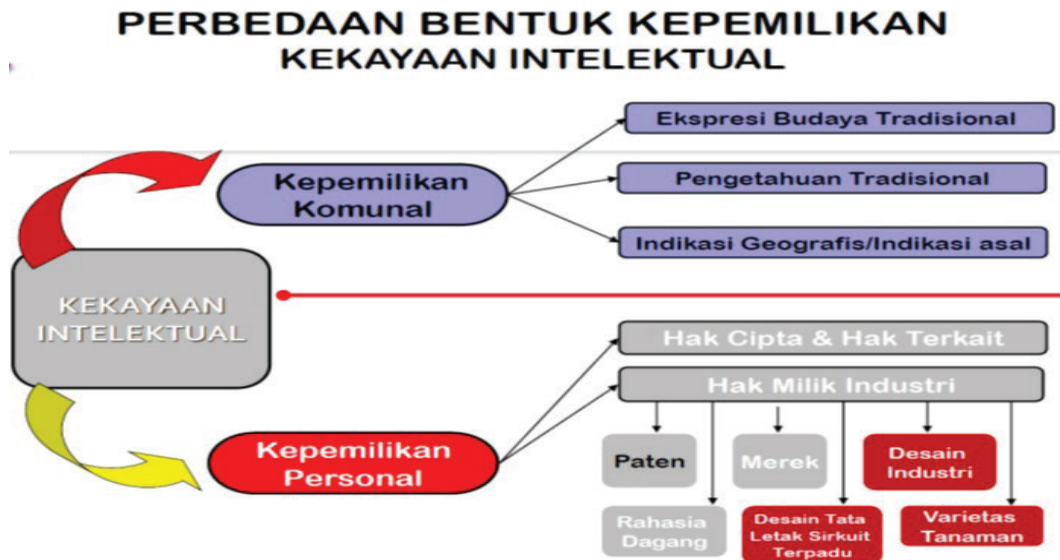 PERBEDAAN BENTUK KEPEMILIKAN
KEKAYAAN INTELEKTUAL
Ekspresi Budaya Tradisional
Kepemilikan
Komunal
Pengetahuan Tradisional
Indikasi Geografis/Indikasi asal
KEKAYAAN
INTELEKTUAL
Hak Cipta & Hak Terkait
Hak Milik Industri
Kepemilikan
Personal
Paten
Merek
Desain
Industri
Rahasia
Dagang
Desain Tata
Letak Sirkuit
Terpadu
Varietas
Tanaman